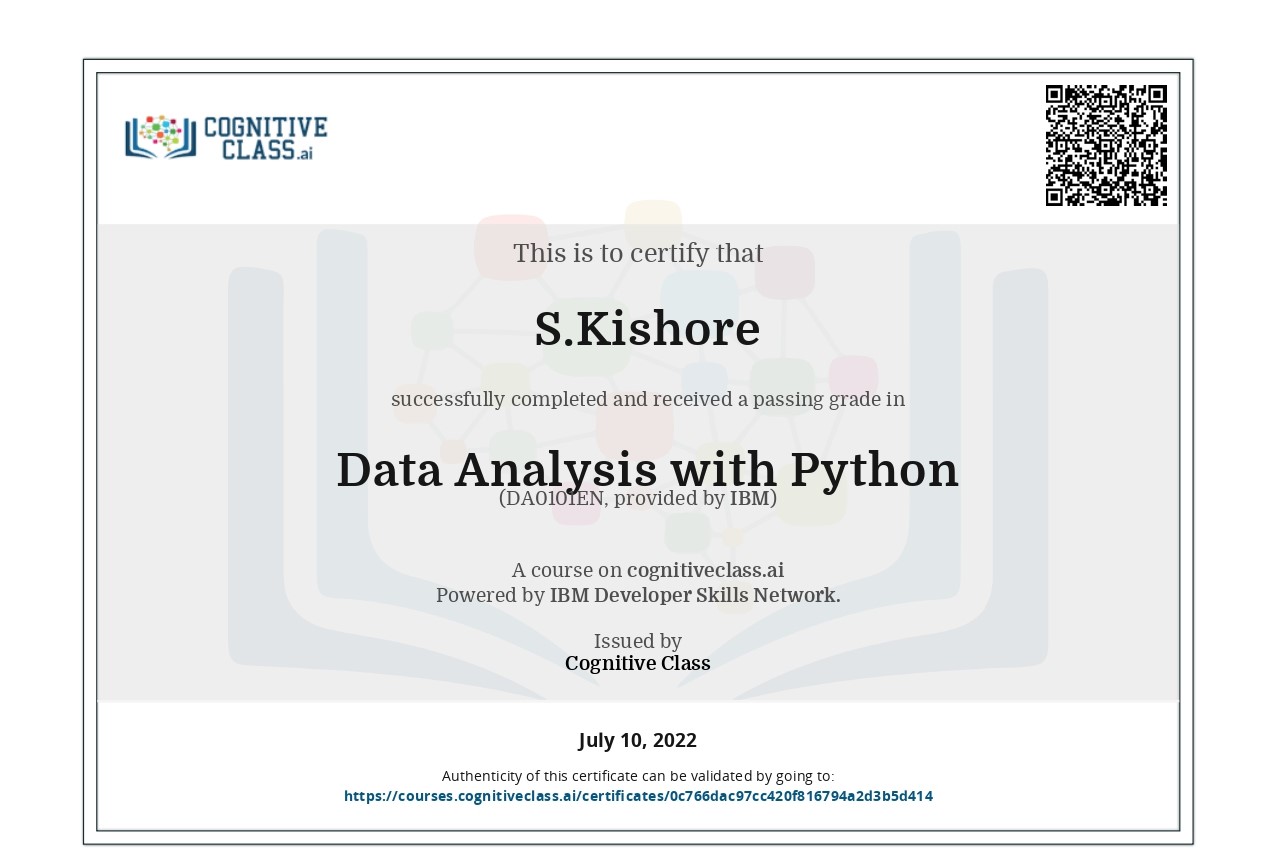 COGNITIVE
CLASS.ai
This is to certify that
S.Kishore
successfully completed and received a passing grade in
Data Analysis with Python
(DA0101EN, provided by IBM)
A course on cognitiveclass.ai
Powered by IBM Developer Skills Network.
Issued by
Cognitive Class
July 10, 2022
Authenticity of this certificate can be validated by going to:
https://courses.cognitiveclass.ai/certificates/0c766dac97cc420f816794a2d3b5d414